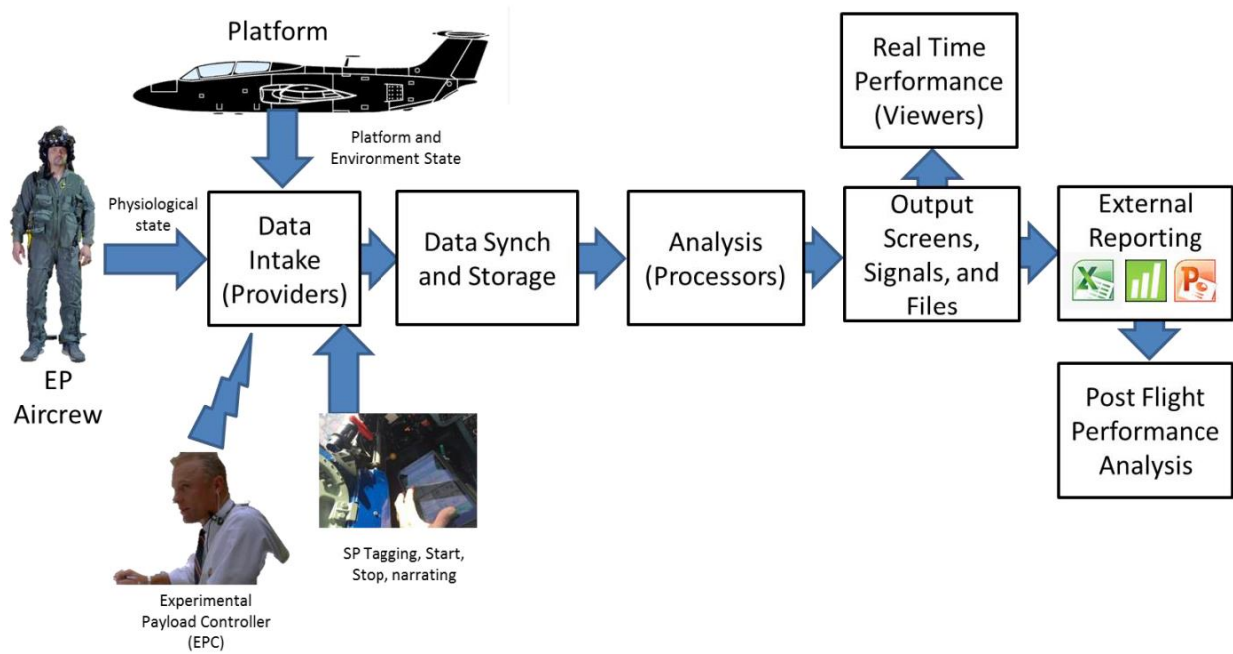 Platform
Platform and
Environment State
Physiological
state
EP
Aircrew
Data
Intake
(Providers)
Data Synch
and Storage
Analysis
(Processors)
Real Time
Performance
(Viewers)
Output
Screens,
Signals, and
Files
External
Reporting
X
P
Post Flight
Performance
Analysis
SP Tagging, Start,
Stop, narrating
Experimental
Payload Controller
(EPC)